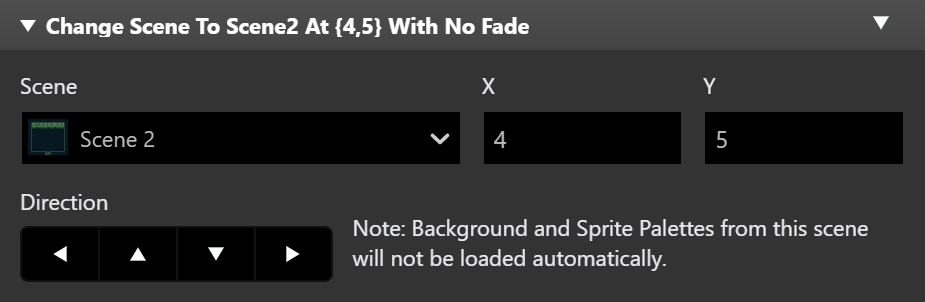 Change Scene To Scene2 At {4,5} With No Fade
Scene
X
Y
Scene 2
4
5
Direction
Note: Background and Sprite Palettes from this scene
will not be loaded automatically.